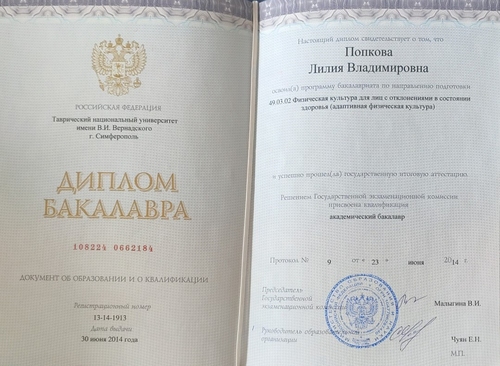 РОССИЙСКАЯ ФЕДЕРАЦИЯ
Таврический национальный университет
имени В.И. Вернадского
г. Симферополь
ДИПЛОМ
БАКАЛАВРА
108224 0662184
ДОКУМЕНТ ОБ ОБРАЗОВАНИИ И О КВАЛИФИКАЦИИ
Регистрационный номер
13-14-1913
Дата выдачи
30 июня 2014 года
Настоящий диплом свидетельствует о том, что
Попкова
Лилия Владимировна
освоил(а) программу бакалавриата по направлению подготовки
49.03.02 Физическая культура для лиц с отклонениями в состоянии
здоровья (адаптивная физическая культура)
и успешно прошел(ла) государственную итоговую аттестацию
Решением Государственной экзаменационной комиссии
присвоена квалификация
академический бакалавр
Протокол № 9 от « 23 » июня 2014 г.
Председатель
Государственной
экзаменационной комиссии
Малыгина В.И.
Руководитель образовательной
организации
Чуян Е.Н.
М.П.